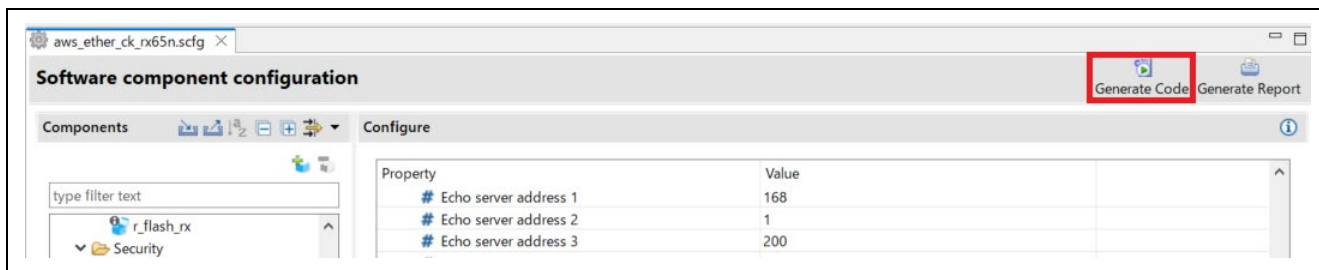 aws_ether_ck_rx65n.scfg
Software component configuration
Generate Code Generate Report
Components
Configure
type filter text
r_flash_rx
Security
Property Value
# Echo server address 1 168
# Echo server address 2 1
# Echo server address 3 200